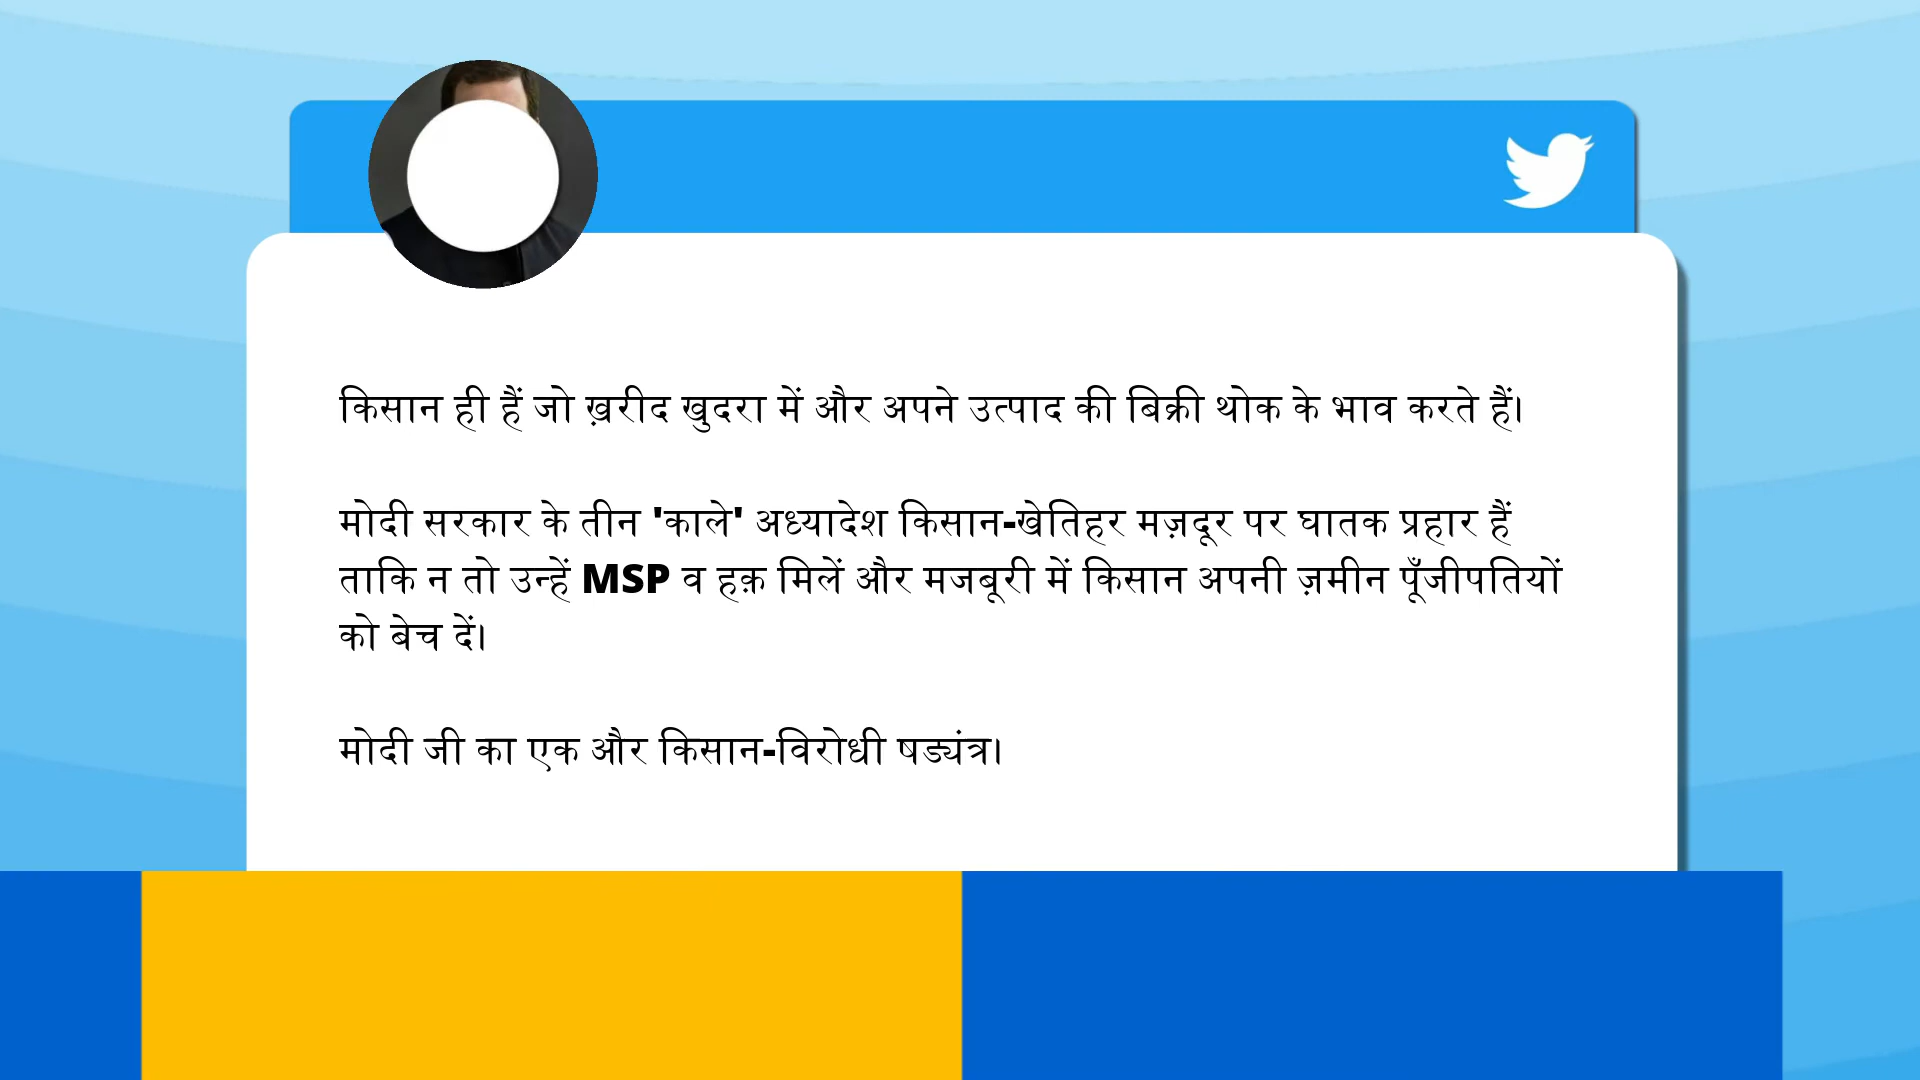 किसान ही हैं जो ख़रीद खुदरा में और अपने उत्पाद की बिक्री थोक के भाव करते हैं।
मोदी सरकार के तीन 'काले' अध्यादेश किसान-खेतिहर मज़दूर पर घातक प्रहार हैं
ताकि न तो उन्हें MSP व हक़ मिलें और मजबूरी में किसान अपनी ज़मीन पूँजीपतियों
को बेच दें।
मोदी जी का एक और किसान-विरोधी षड्यंत्र।